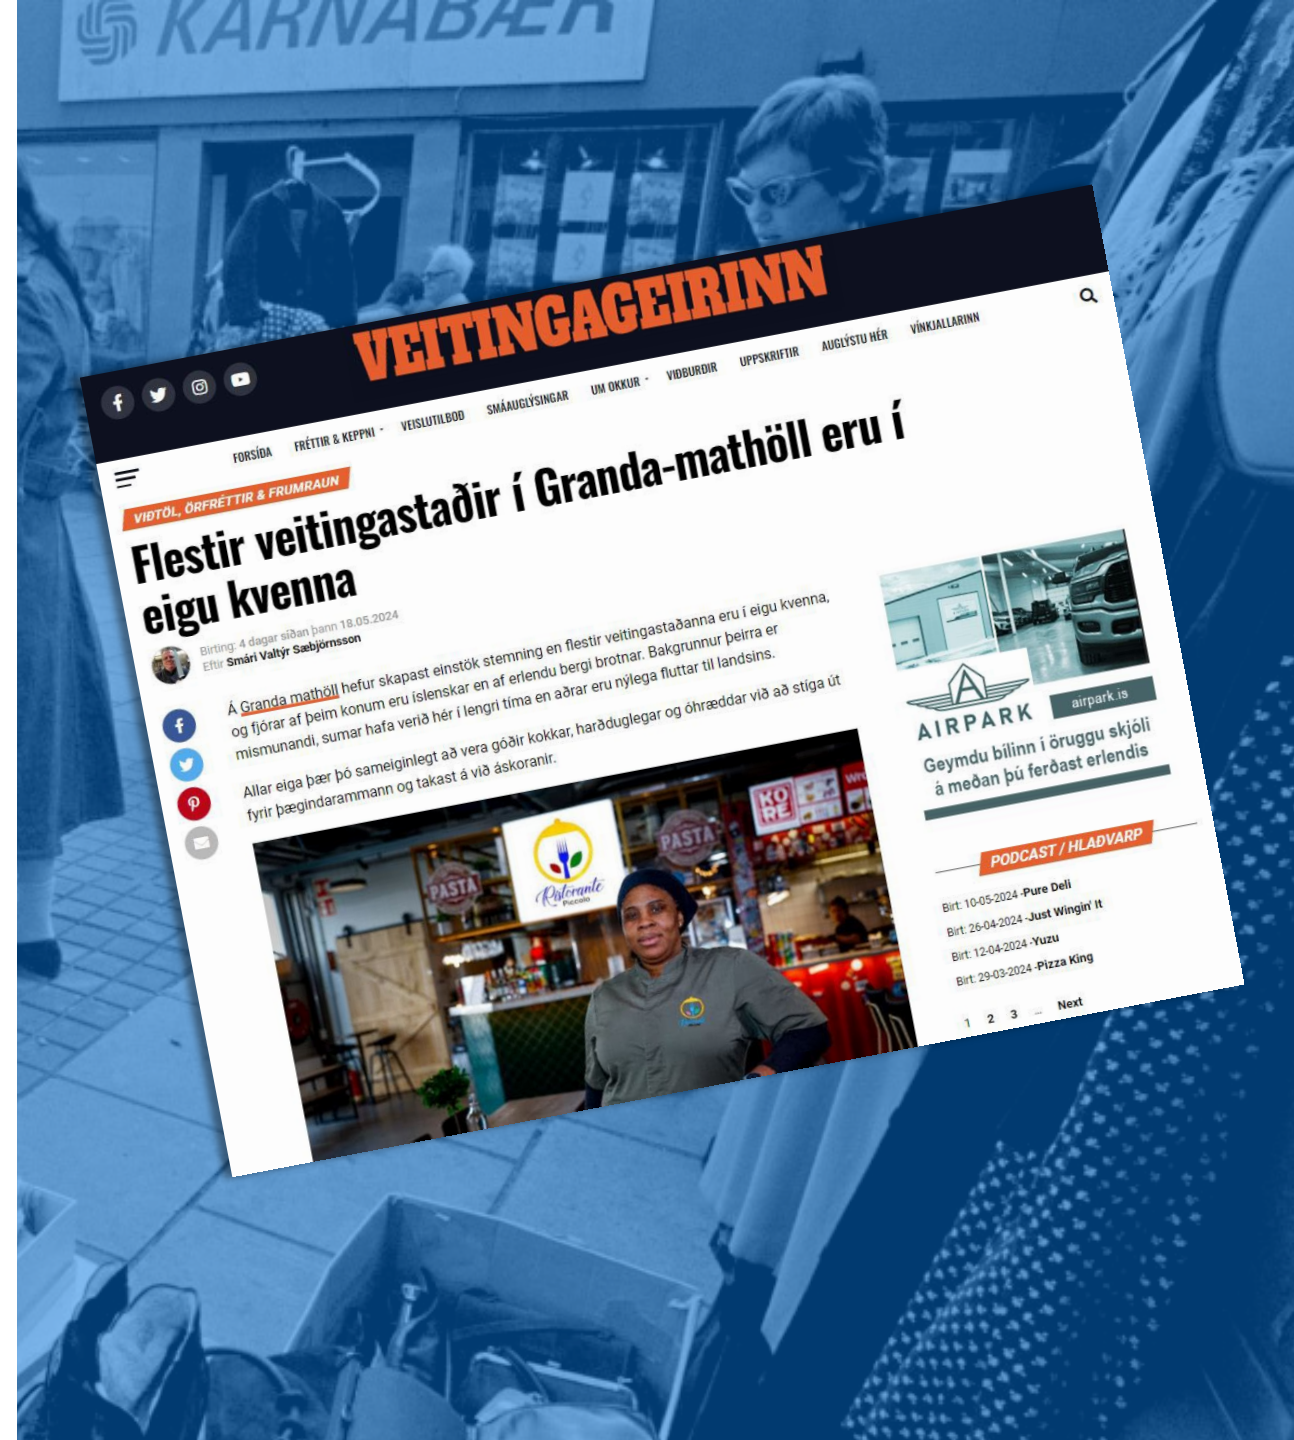 KARNABÆR
VEITINGAGEIRINN
FORSÍÐA FRÉTTIR & KEPPNI VEISLUTILBOÐ SMÁAUGLÝSINGAR UM OKKUR VIÐBURÐIR UPPSKRIFTIR AUGLÝSTU HÉR VÍNKJALLARINN
VIÐTÖL, ÖRFRÉTTIR & FRUMRAUN
Flestir veitingastaðir í Granda-mathöll eru í
eigu kvenna
Birting: 4 dagar síðan þann 18.05.2024
Eftir Smári Valtýr Sæbjörnsson
Á Granda mathöll hefur skapast einstök stemning en flestir veitingastaðanna eru í eigu kvenna,
og fjórar af þeim konum eru íslenskar en af erlendu bergi brotnar. Bakgrunnur þeirra er
mismunandi, sumar hafa verið hér í lengri tíma en aðrar eru nýlega fluttar til landsins.
Allar eiga þær þó sameiginlegt að vera góðir kokkar, harðduglegar og óhræddar við að stíga út
fyrir þægindarammann og takast á við áskoranir.
PASTA
Ristorante
Piccolo
PASTA
KO
RE
AIRPARK
airpark.is
Geymdu bílinn í öruggu skjóli
á meðan þú ferðast erlendis
PODCAST / HLAÐVARP
Birt: 10-05-2024 -Pure Deli
Birt: 26-04-2024 -Just Wingin' It
Birt: 12-04-2024 -Yuzu
Birt: 29-03-2024 -Pizza King
1 2 3 … Next